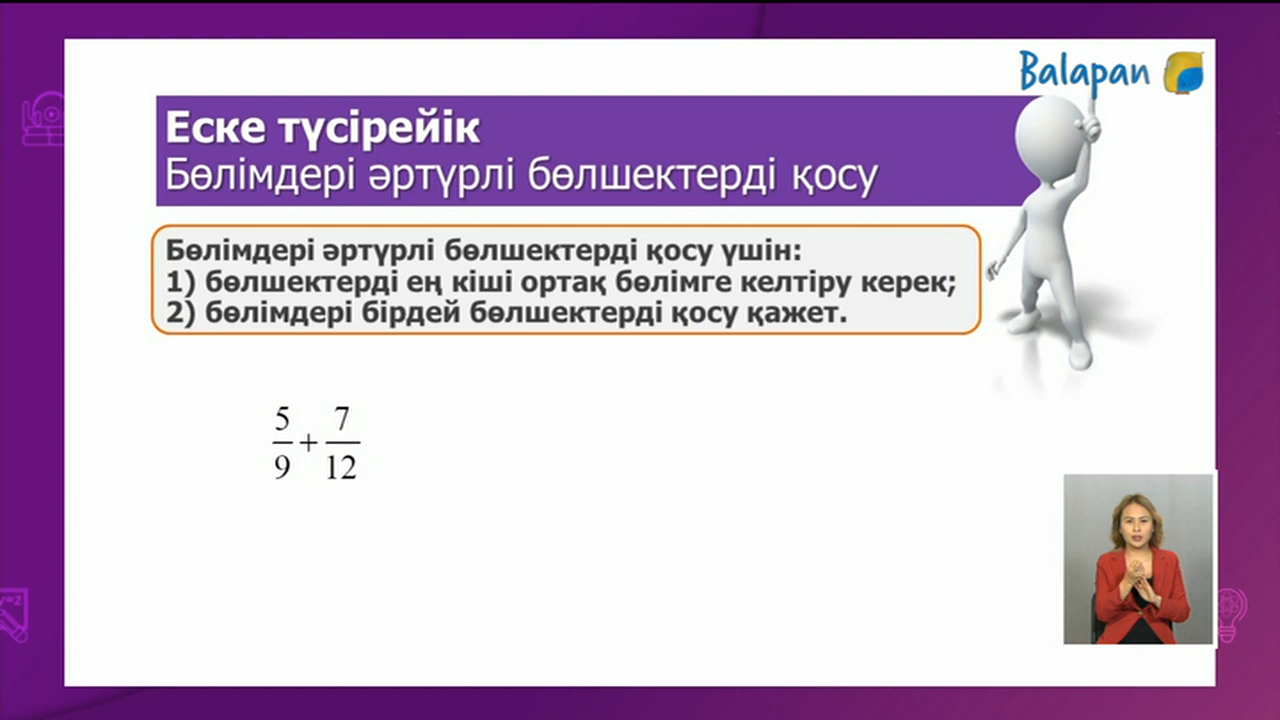 Balapan
Еске түсірейік
Бөлімдері әртүрлі бөлшектерді қосу
Бөлімдері әртүрлі бөлшектерді қосу үшін:
1) бөлшектерді ең кіші ортақ бөлімге келтіру керек;
2) бөлімдері бірдей бөлшектерді қосу қажет.
5/9 + 7/12